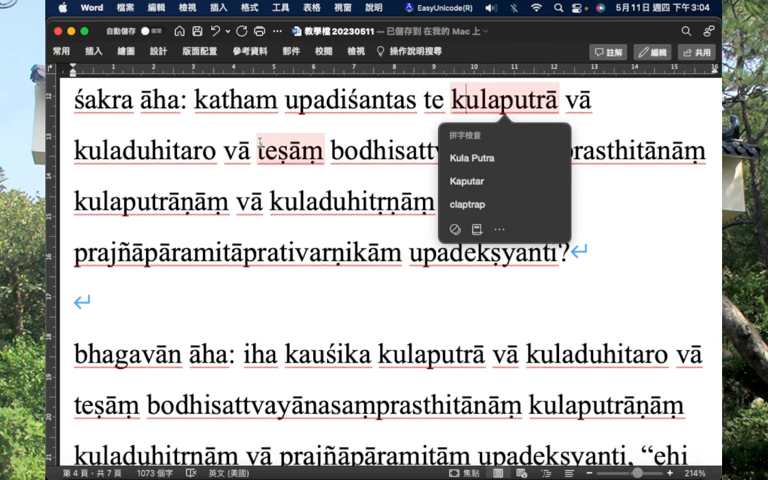 Word 檔案 編輯 檢視 插入 格式 工具 表格 視窗 說明 EasyUnicode(R) 5月11日 週四 下午3:04
自動儲存 教學檔 20230511 — 已儲存到 在我的 Mac 上
常用 插入 繪圖 設計 版面配置 參考資料 郵件 校閱 檢視 操作說明搜尋 註解 編輯 共用
śakra āha: katham upadiśantas te kulaputrā vā
拼字檢查
kuladuhitaro vā teṣāṃ bodhisattv prasthitānāṃ
Kula Putra
Kaputar
kulaputrāṇāṃ vā kuladuhitṛṇāṃ
claptrap
prajñāpāramitāprativarṇikām upadekṣyanti?
bhagavān āha: iha kauśika kulaputrā vā kuladuhitaro vā
teṣāṃ bodhisattvayānasaṃprasthitānāṃ kulaputrāṇāṃ
kuladuhitṛṇāṃ vā prajñāpāramitāṃ upadekṣyanti, “ehi
第 4 頁，共 7 頁 1073 個字 英文 (美國) 焦點 214%